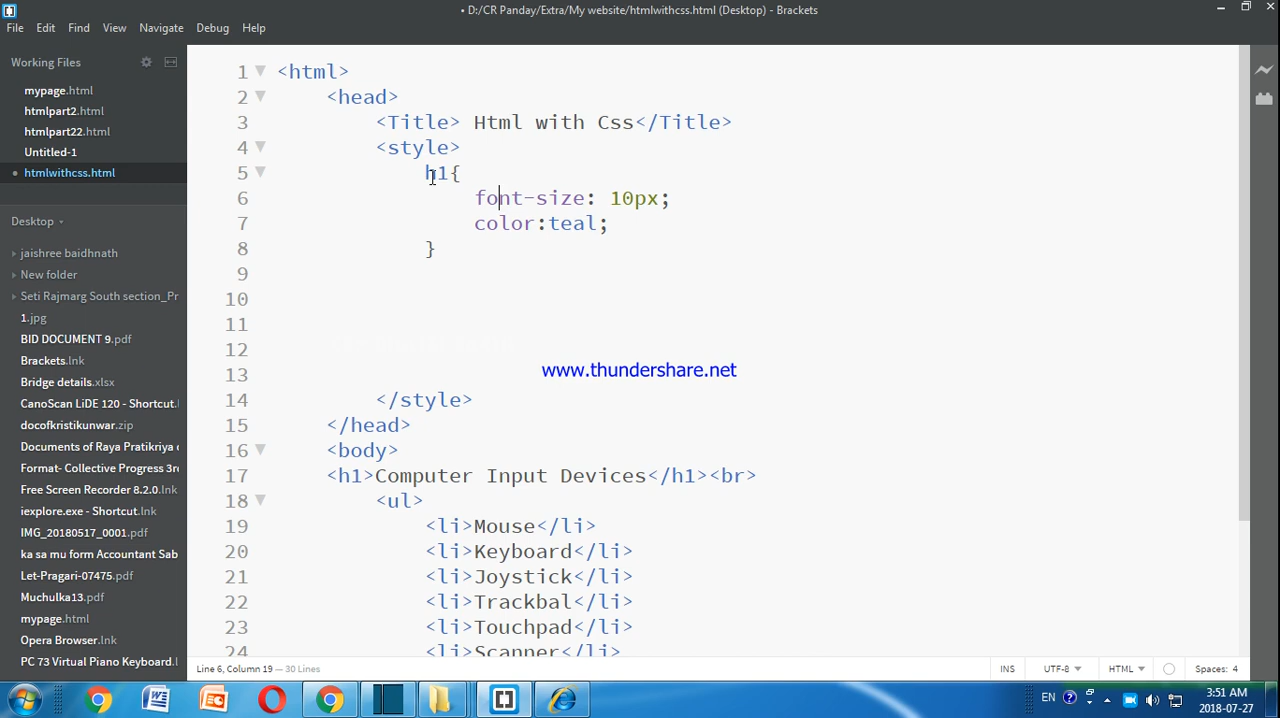 • D:/CR Panday/Extra/My website/htmlwithcss.html (Desktop) - Brackets
File Edit Find View Navigate Debug Help
Working Files
mypage.html
htmlpart2.html
htmlpart22.html
Untitled-1
• htmlwithcss.html
Desktop
jaishree baidhnath
New folder
Seti Rajmarg South section_Pr
1.jpg
BID DOCUMENT 9.pdf
Brackets.lnk
Bridge details.xlsx
CanoScan LiDE 120 - Shortcut.l
docofkristikunwar.zip
Documents of Raya Pratikriya
Format- Collective Progress 3r
Free Screen Recorder 8.2.0.lnk
iexplore.exe - Shortcut.lnk
IMG_20180517_0001.pdf
ka sa mu form Accountant Sab
Let-Pragari-07475.pdf
Muchulka13.pdf
mypage.html
Opera Browser.lnk
PC 73 Virtual Piano Keyboard.l
1 <html>
2 <head>
3 <Title> Html with Css</Title>
4 <style>
5 h1{
6 font-size: 10px;
7 color:teal;
8 }
9
10
11
12
13
www.thundershare.net
14 </style>
15 </head>
16 <body>
17 <h1>Computer Input Devices</h1><br>
18 <ul>
19 <li>Mouse</li>
20 <li>Keyboard</li>
21 <li>Joystick</li>
22 <li>Trackbal</li>
23 <li>Touchpad</li>
24 <li>Scanner</li>
Line 6, Column 19 — 30 Lines
INS UTF-8 HTML Spaces: 4
EN 3:51 AM
2018-07-27